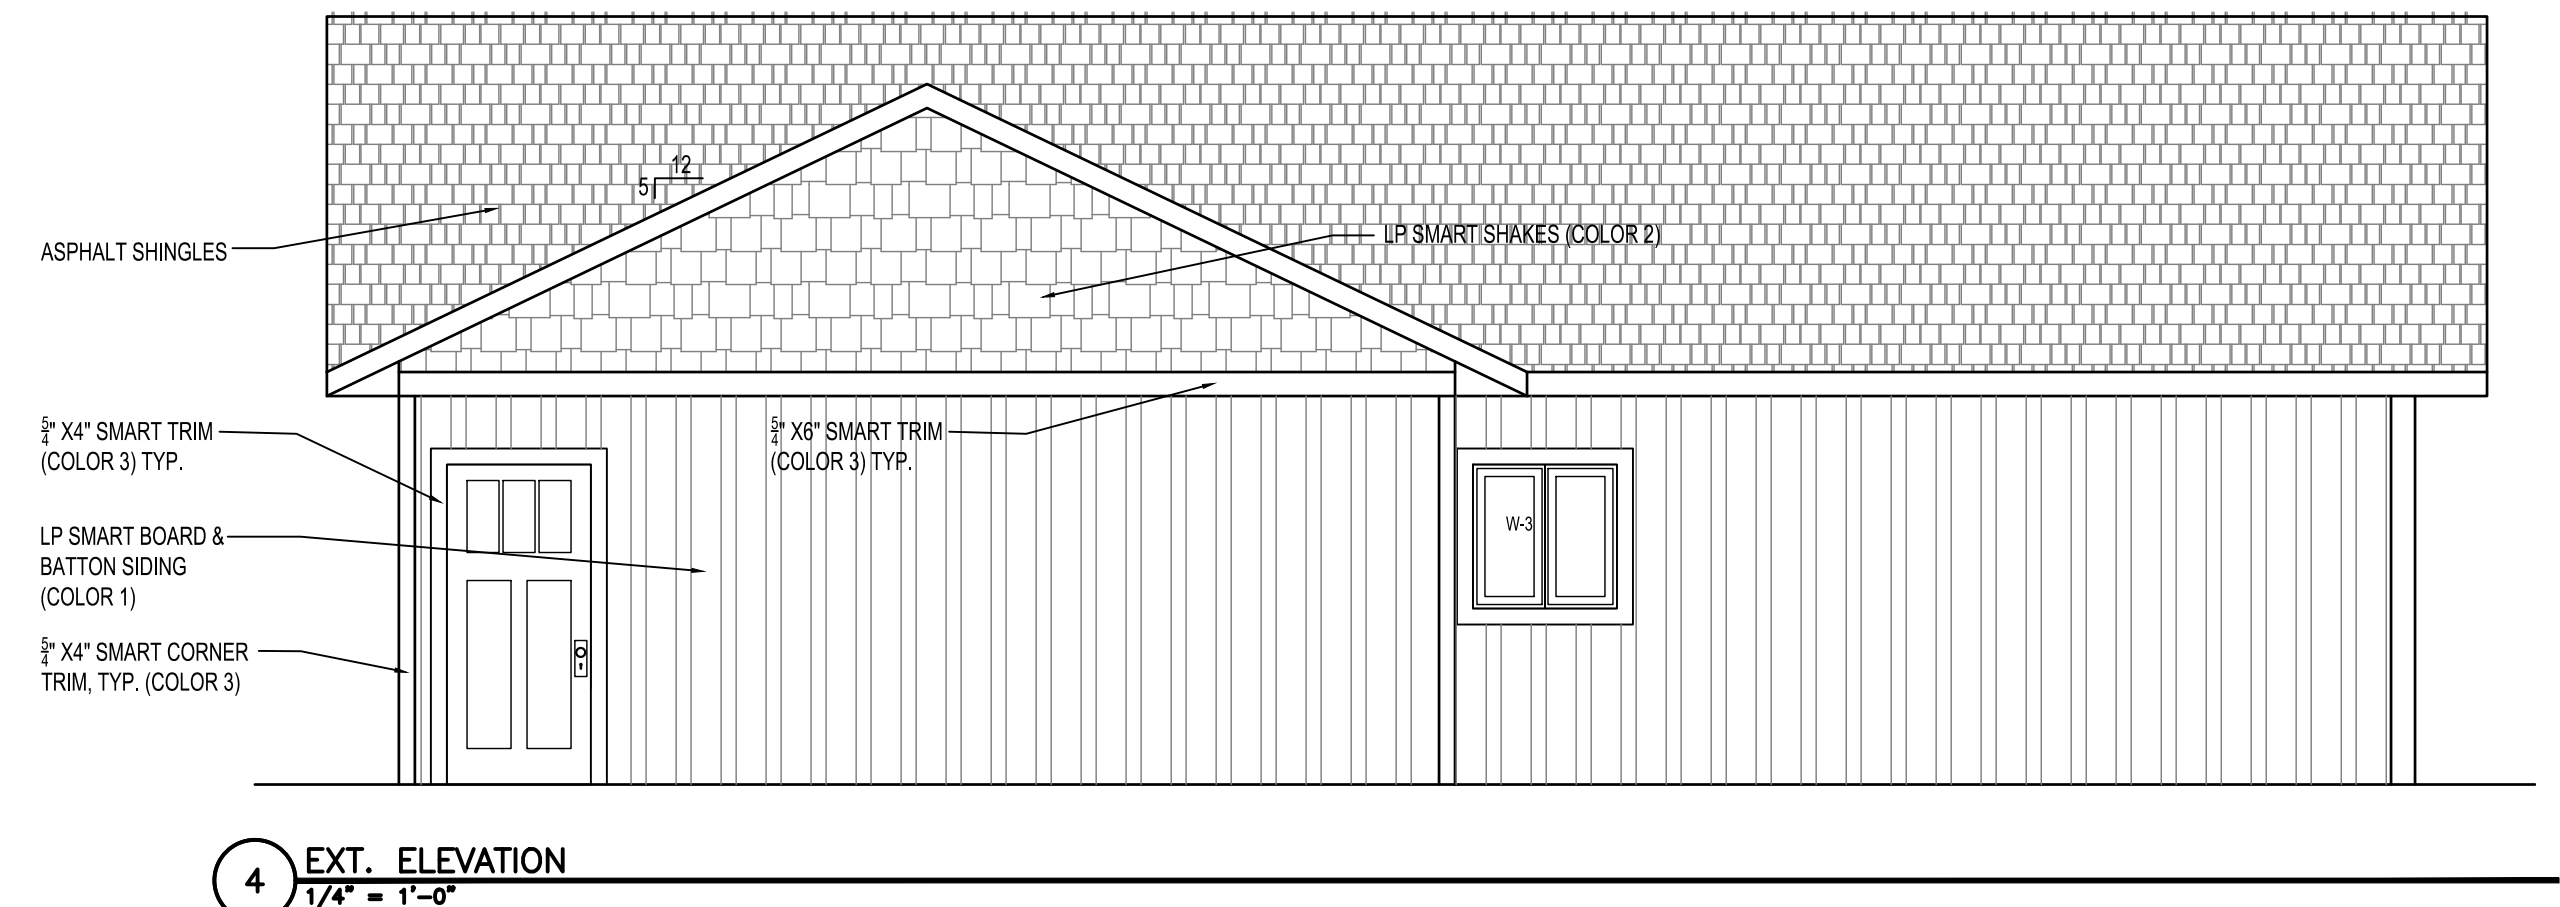 12
5
ASPHALT SHINGLES
LP SMART SHAKES (COLOR 2)
5/4" X4" SMART TRIM
(COLOR 3) TYP.
5/4" X6" SMART TRIM
(COLOR 3) TYP.
LP SMART BOARD &
BATTON SIDING
(COLOR 1)
W-3
5/4" X4" SMART CORNER
TRIM, TYP. (COLOR 3)
4
EXT. ELEVATION
1/4" = 1'-0"